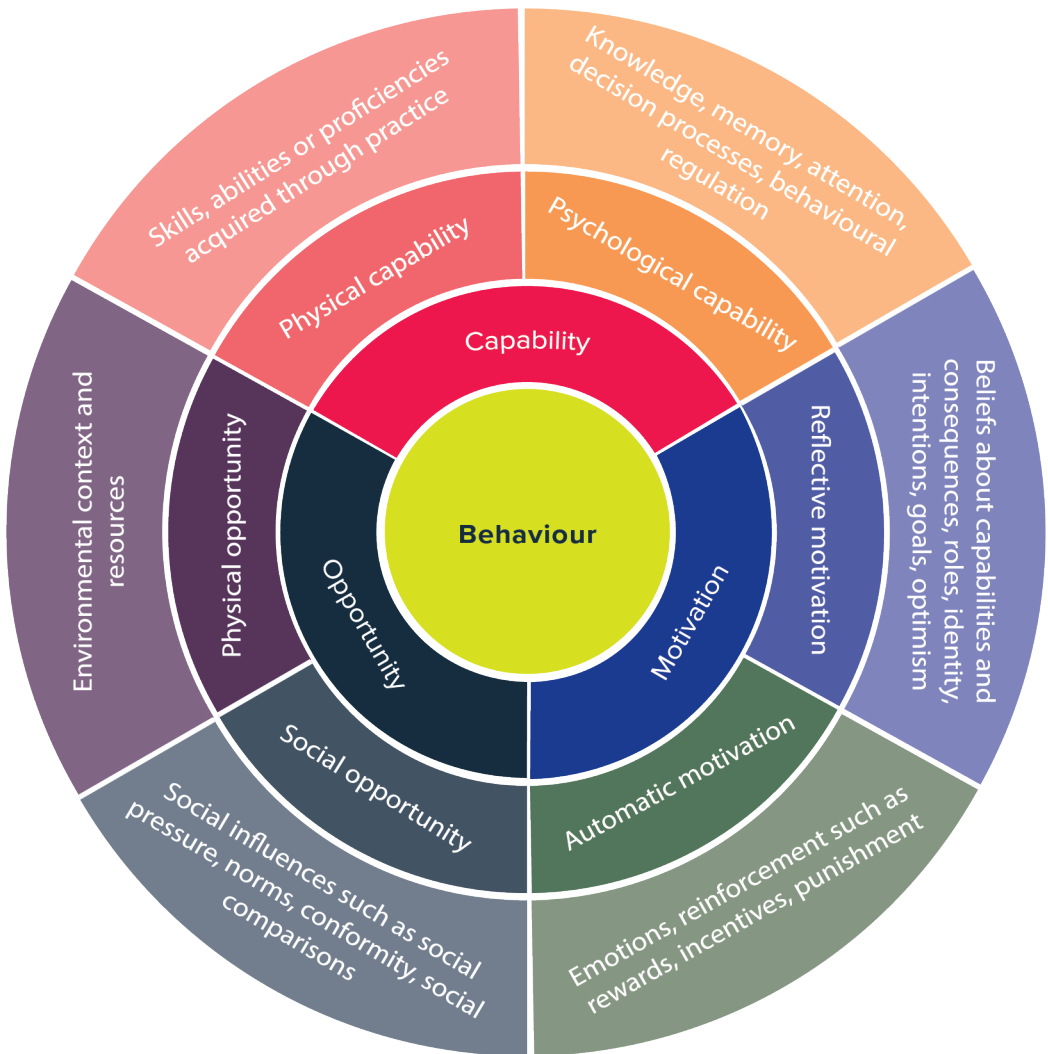 Behaviour
Capability
Motivation
Opportunity
Physical capability
Psychological capability
Reflective motivation
Automatic motivation
Social opportunity
Physical opportunity
Skills, abilities or proficiencies
acquired through practice
Knowledge, memory, attention,
decision processes, behavioural
regulation
Beliefs about capabilities and
consequences, roles, identity,
intentions, goals, optimism
Emotions, reinforcement such as
rewards, incentives, punishment
Social influences such as social
pressure, norms, conformity, social
comparisons
Environmental context and
resources